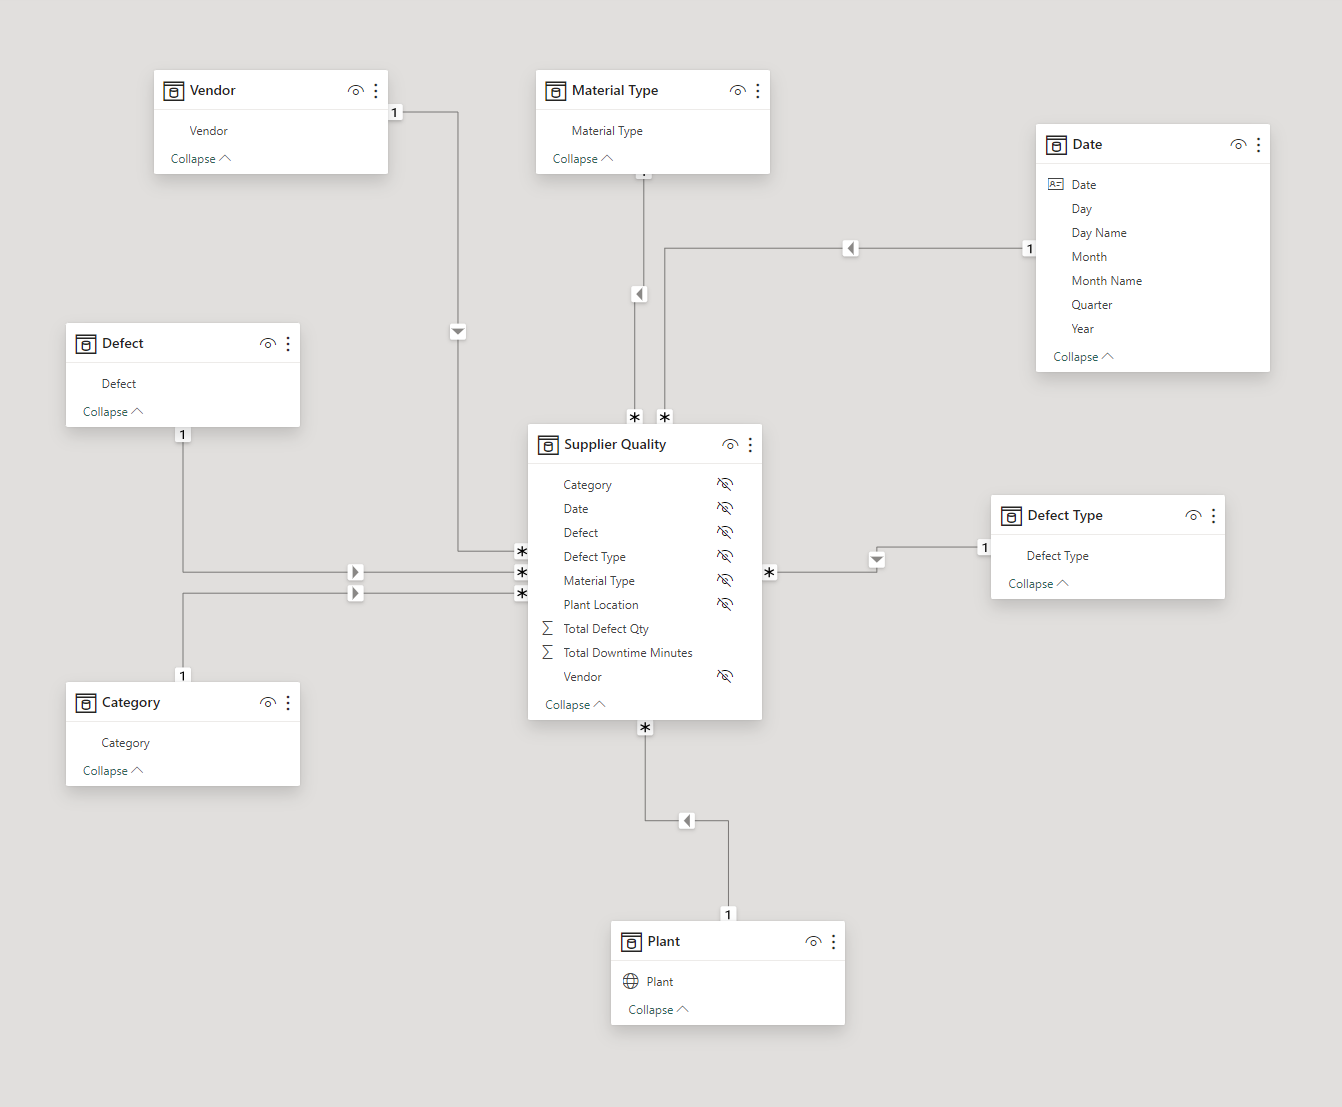 Vendor
Vendor
Collapse
1
Material Type
Material Type
Collapse
Date
Date
Day
Day Name
Month
Month Name
Quarter
Year
Collapse
1
Defect
Defect
Collapse
1
*
*
Supplier Quality
Category
Date
Defect
Defect Type
Material Type
Plant Location
Total Defect Qty
Total Downtime Minutes
Vendor
Collapse
*
*
*
*
*
Defect Type
Defect Type
Collapse
1
1
Category
Category
Collapse
1
Plant
Plant
Collapse